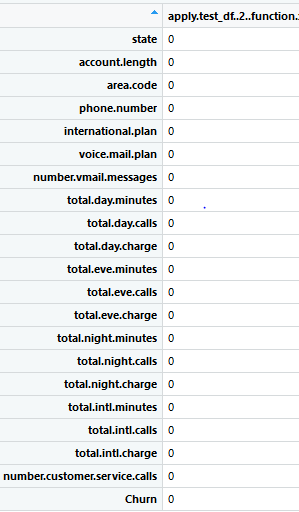 apply.test_df..2..function.
state 0
account.length 0
area.code 0
phone.number 0
international.plan 0
voice.mail.plan 0
number.vmail.messages 0
total.day.minutes 0
total.day.calls 0
total.day.charge 0
total.eve.minutes 0
total.eve.calls 0
total.eve.charge 0
total.night.minutes 0
total.night.calls 0
total.night.charge 0
total.intl.minutes 0
total.intl.calls 0
total.intl.charge 0
number.customer.service.calls 0
Churn 0